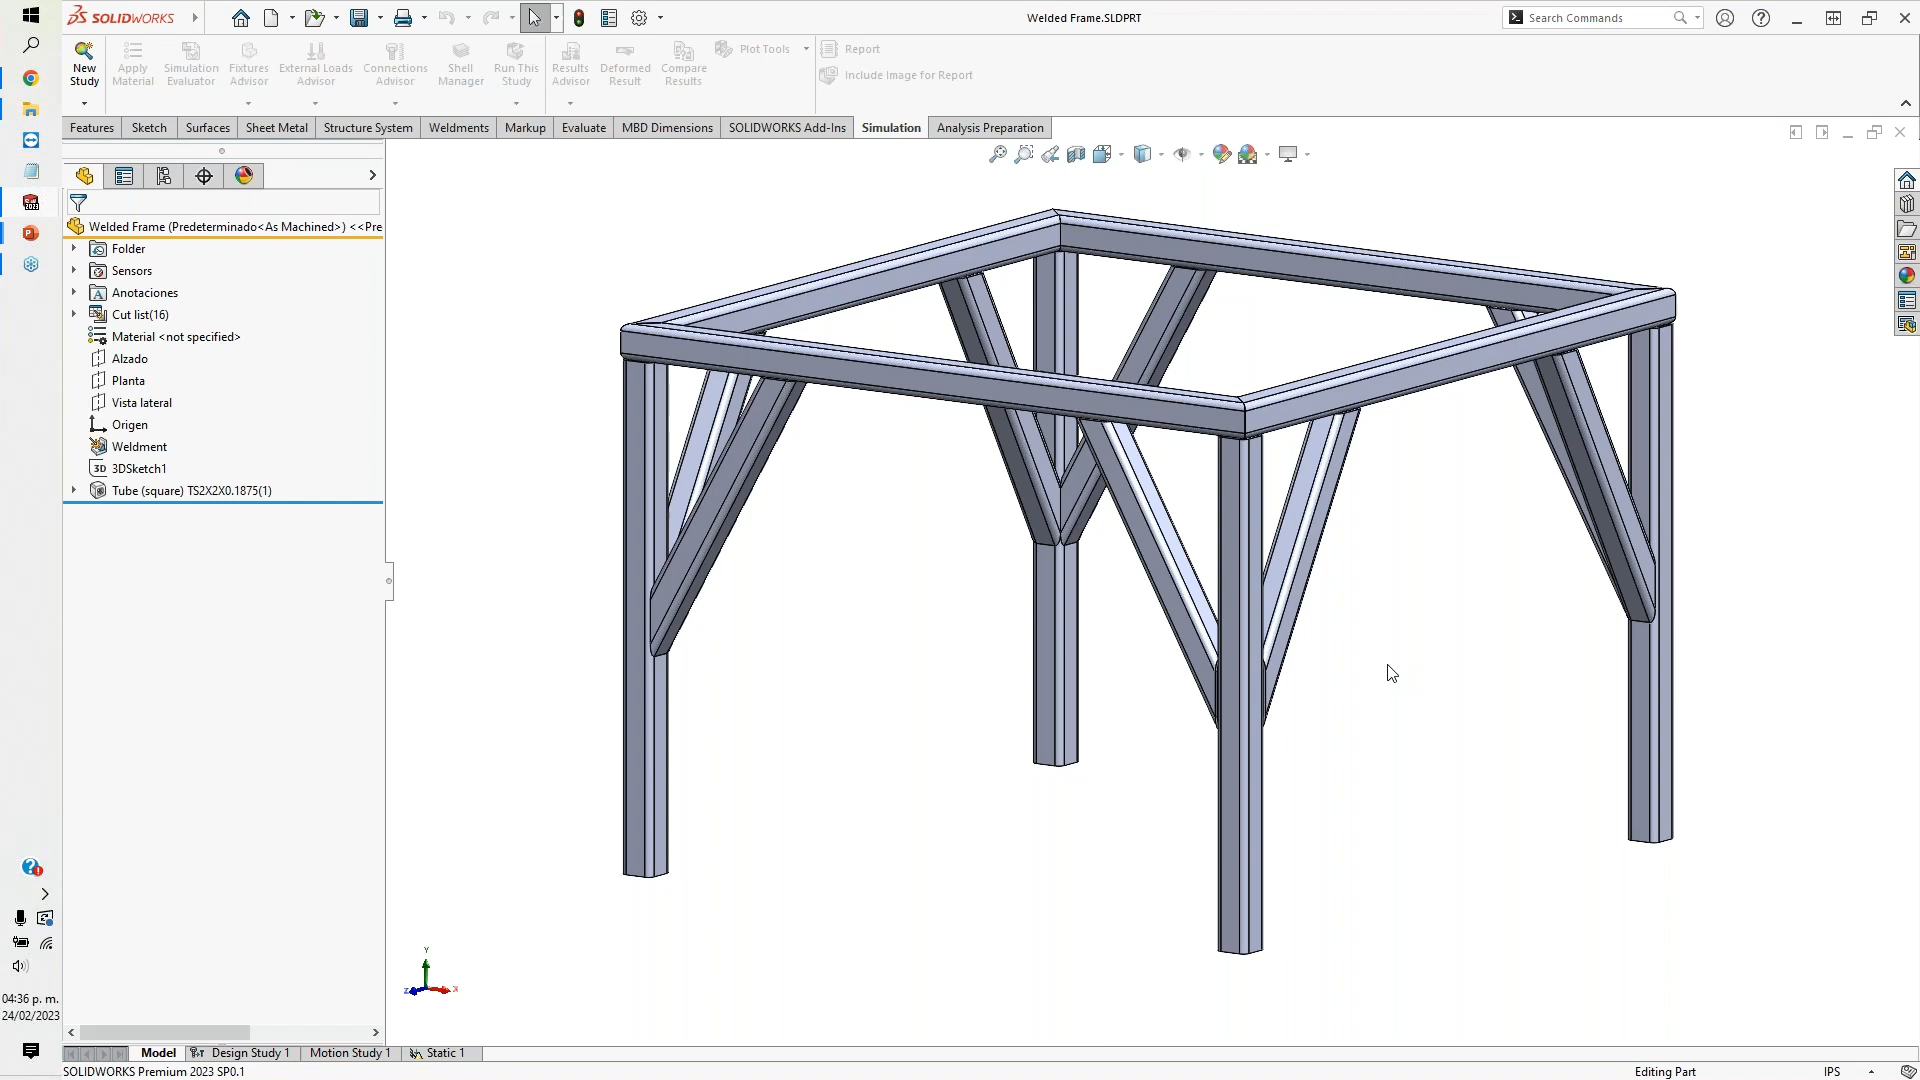 SOLIDWORKS
Welded Frame.SLDPRT
Search Commands
New Study
Apply Material
Simulation Evaluator
Fixtures Advisor
External Loads Advisor
Connections Advisor
Shell Manager
Run This Study
Results Advisor
Deformed Result
Compare Results
Plot Tools
Report
Include Image for Report
Features
Sketch
Surfaces
Sheet Metal
Structure System
Weldments
Markup
Evaluate
MBD Dimensions
SOLIDWORKS Add-Ins
Simulation
Analysis Preparation
Welded Frame (Predeterminado<As Machined>) <<Pre
Folder
Sensors
Anotaciones
Cut list(16)
Material <not specified>
Alzado
Planta
Vista lateral
Origen
Weldment
3D 3DSketch1
Tube (square) TS2X2X0.1875(1)
Y
Z
X
04:36 p. m.
24/02/2023
Model
Design Study 1
Motion Study 1
Static 1
SOLIDWORKS Premium 2023 SP0.1
Editing Part
IPS